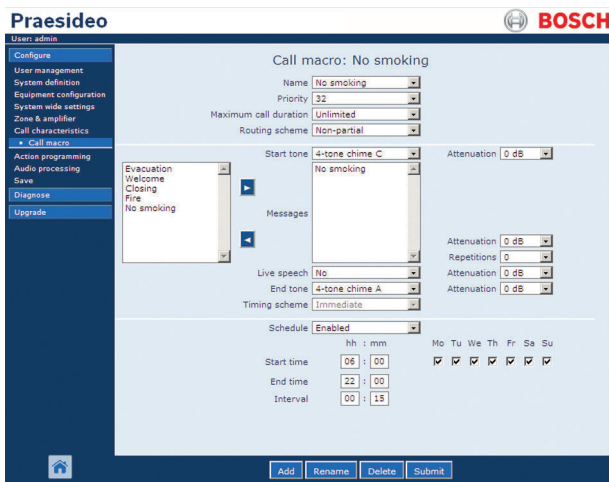 Praesideo
BOSCH
User: admin
Configure
User management
System definition
Equipment configuration
System wide settings
Zone & amplifier
Call characteristics
• Call macro
Action programming
Audio processing
Save
Diagnose
Upgrade
Call macro: No smoking
Name No smoking
Priority 32
Maximum call duration Unlimited
Routing scheme Non-partial
Start tone 4-tone chime C Attenuation 0 dB
Evacuation
Welcome
Closing
Fire
No smoking
Messages
No smoking
Attenuation 0 dB
Repetitions 0
Live speech No Attenuation 0 dB
End tone 4-tone chime A Attenuation 0 dB
Timing scheme Immediate
Schedule Enabled
hh : mm Mo Tu We Th Fr Sa Su
Start time 06 : 00
End time 22 : 00
Interval 00 : 15
Add Rename Delete Submit